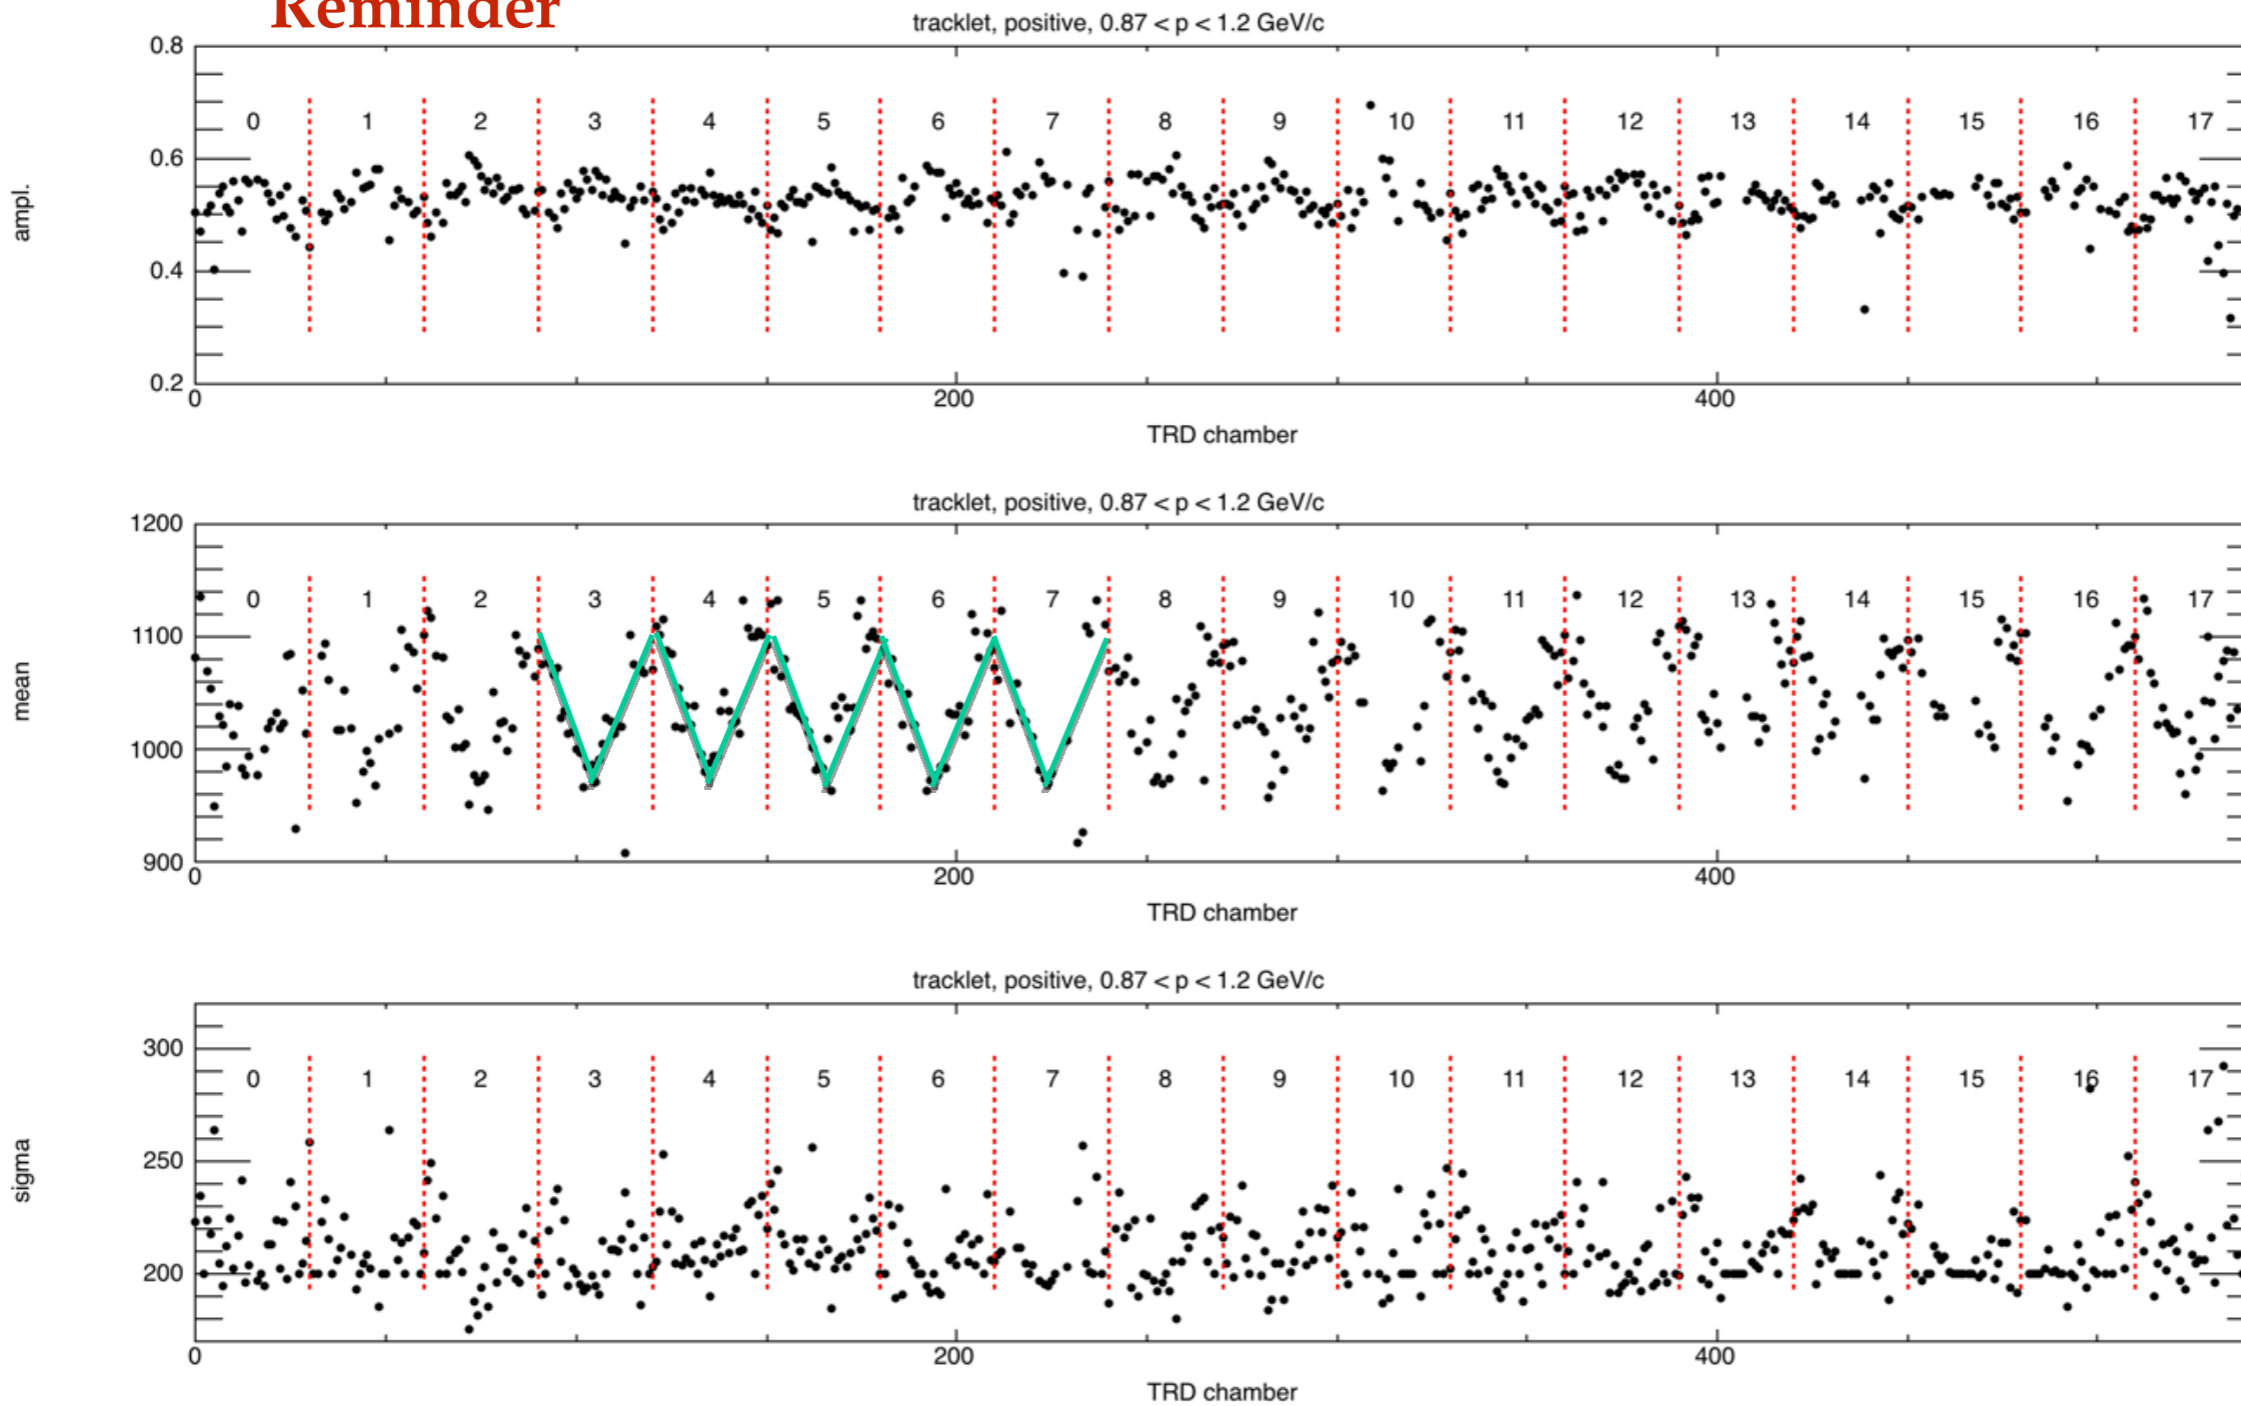 Reminder
tracklet, positive, 0.87 < p < 1.2 GeV/c
0.8
0 1 2 3 4 5 6 7 8 9 10 11 12 13 14 15 16 17
0.6
ampl.
0.4
0.2
0 200 400
TRD chamber
tracklet, positive, 0.87 < p < 1.2 GeV/c
1200
0 1 2 3 4 5 6 7 8 9 10 11 12 13 14 15 16 17
1100
mean
1000
900
0 200 400
TRD chamber
tracklet, positive, 0.87 < p < 1.2 GeV/c
300
0 1 2 3 4 5 6 7 8 9 10 11 12 13 14 15 16 17
250
sigma
200
0 200 400
TRD chamber